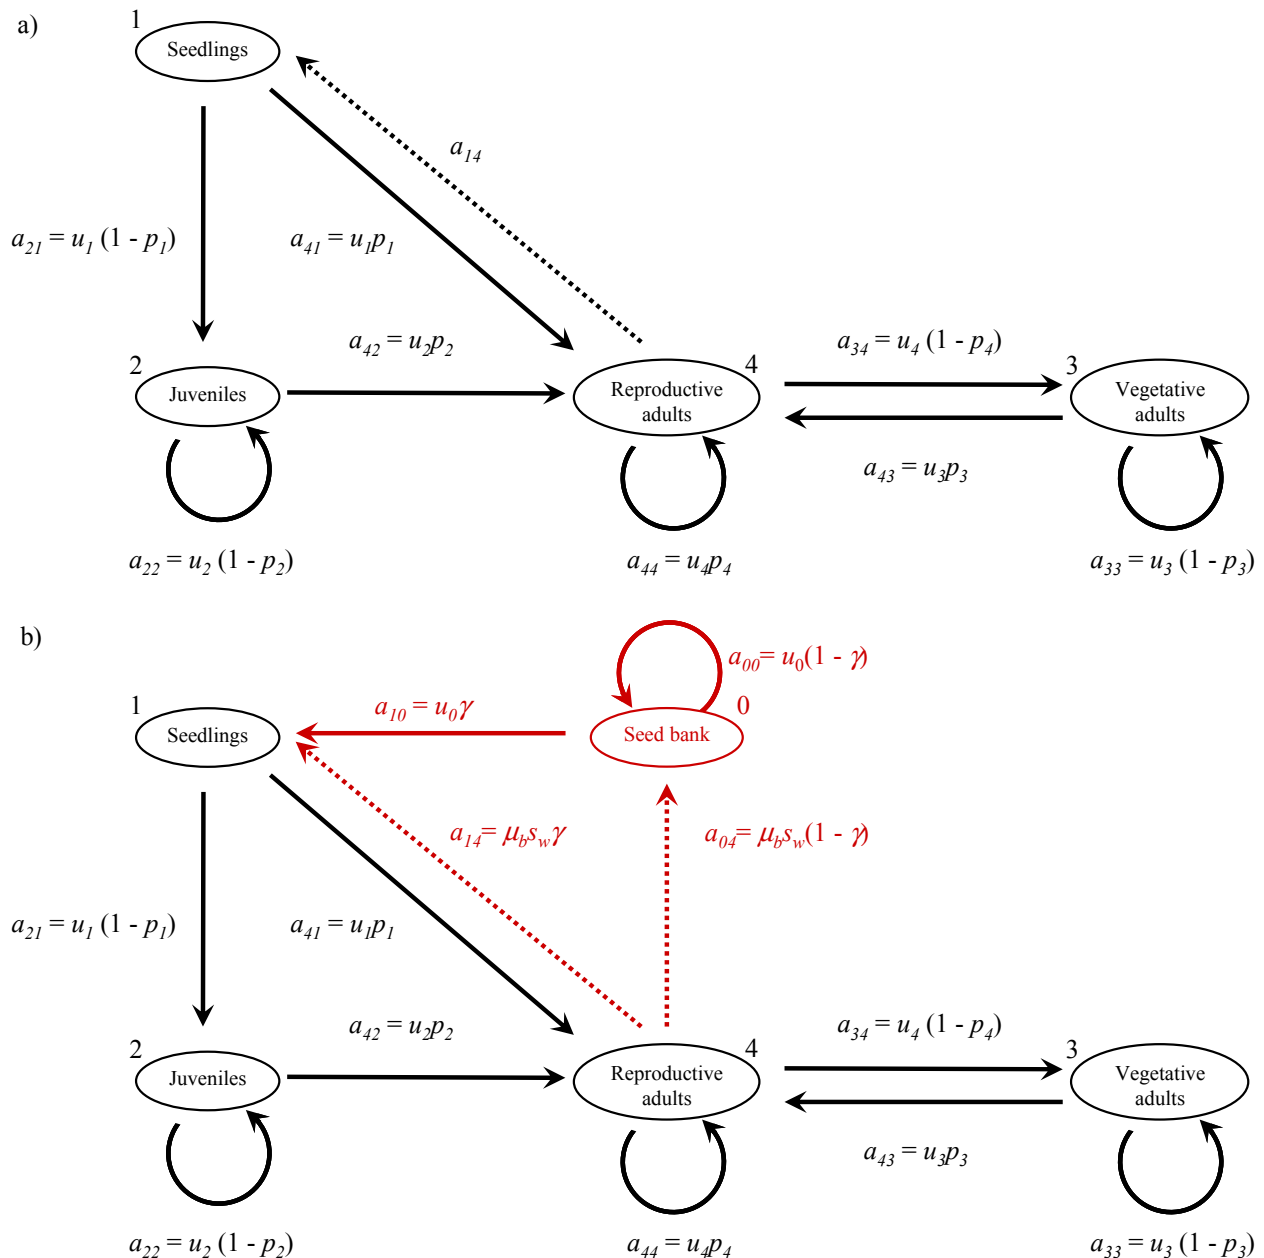 a)
1
Seedlings
a₁₄
a₂₁ = u₁ (1 - p₁)
a₄₁ = u₁p₁
a₄₂ = u₂p₂
a₃₄ = u₄ (1 - p₄)
2
Juveniles
4
Reproductive
adults
3
Vegetative
adults
a₄₃ = u₃p₃
a₂₂ = u₂ (1 - p₂)
a₄₄ = u₄p₄
a₃₃ = u₃ (1 - p₃)
b)
a₀₀= u₀(1 - γ)
1
Seedlings
a₁₀ = u₀γ
0
Seed bank
a₁₄= μ_b s_w γ
a₀₄= μ_b s_w(1 - γ)
a₂₁ = u₁ (1 - p₁)
a₄₁ = u₁p₁
a₄₂ = u₂p₂
a₃₄ = u₄ (1 - p₄)
2
Juveniles
4
Reproductive
adults
3
Vegetative
adults
a₄₃ = u₃p₃
a₂₂ = u₂ (1 - p₂)
a₄₄ = u₄p₄
a₃₃ = u₃ (1 - p₃)